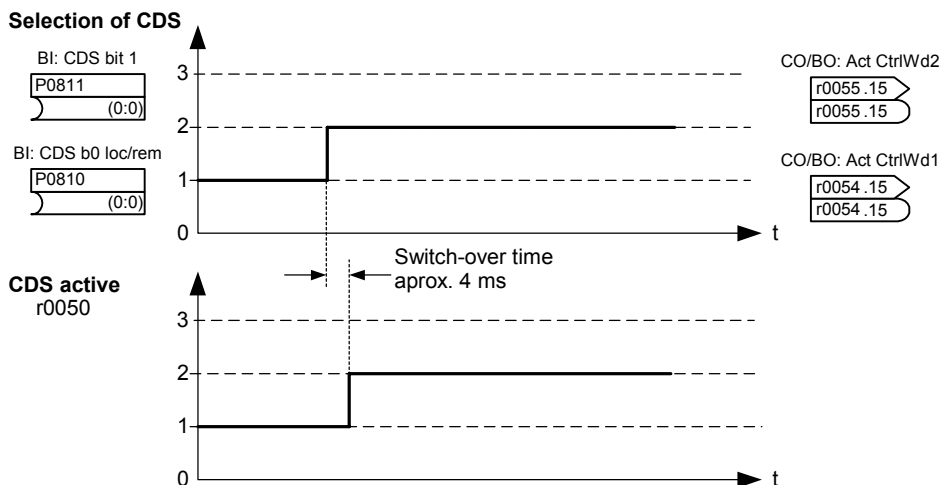 Selection of CDS
BI: CDS bit 1
P0811
(0:0)
BI: CDS b0 loc/rem
P0810
(0:0)
3
2
1
0
t
CO/BO: Act CtrlWd2
r0055.15
r0055.15
CO/BO: Act CtrlWd1
r0054.15
r0054.15
Switch-over time
aprox. 4 ms
CDS active
r0050
3
2
1
0
t